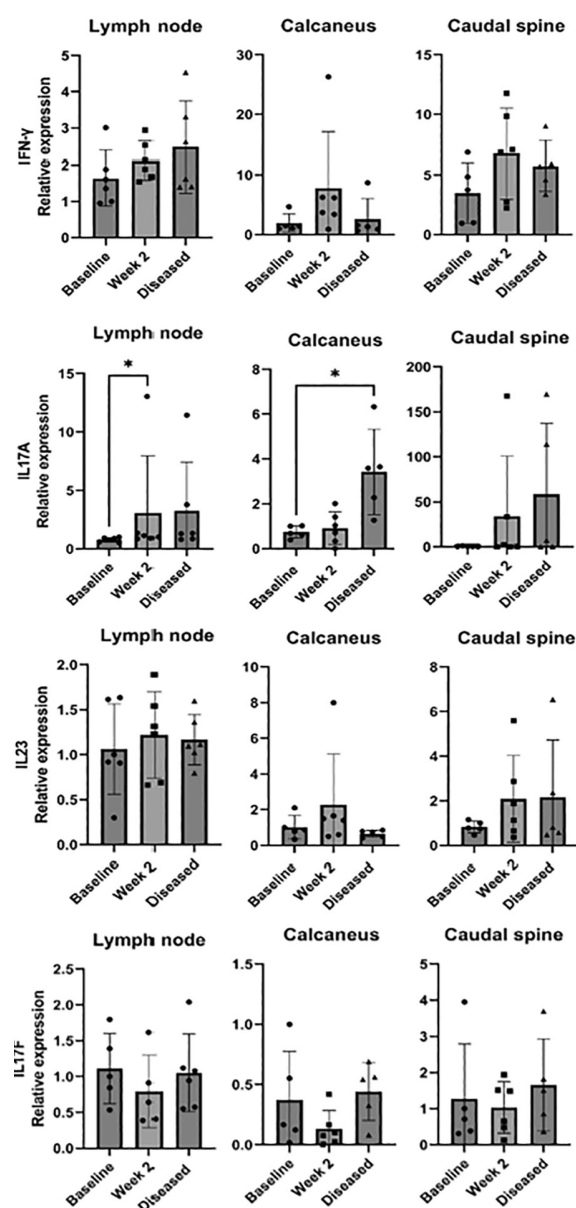 Lymph node Calcaneus Caudal spine
IFN-γ
Relative expression
5 4 3 2 1 0
30 20 10 0
15 10 5 0
Baseline Week 2 Diseased Baseline Week 2 Diseased Baseline Week 2 Diseased
Lymph node Calcaneus Caudal spine
IL17A
Relative expression
15 10 5 0
8 6 4 2 0
200 150 100 50 0
* *
Baseline Week 2 Diseased Baseline Week 2 Diseased Baseline Week 2 Diseased
Lymph node Calcaneus Caudal spine
IL23
Relative expression
2.0 1.5 1.0 0.5 0.0
10 8 6 4 2 0
8 6 4 2 0
Baseline Week 2 Diseased Baseline Week 2 Diseased Baseline Week 2 Diseased
Lymph node Calcaneus Caudal spine
IL17F
Relative expression
2.5 2.0 1.5 1.0 0.5 0.0
1.5 1.0 0.5 0.0
5 4 3 2 1 0
Baseline Week 2 Diseased Baseline Week 2 Diseased Baseline Week 2 Diseased